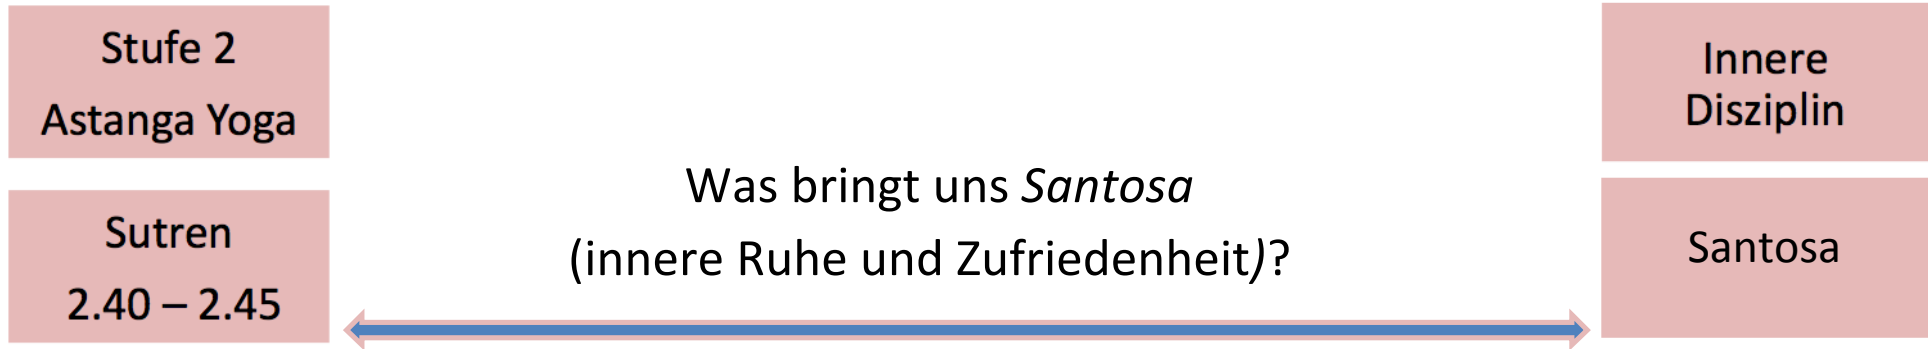 Stufe 2
Astanga Yoga
Sutren
2.40 – 2.45
Was bringt uns Santosa
(innere Ruhe und Zufriedenheit)?
Innere
Disziplin
Santosa